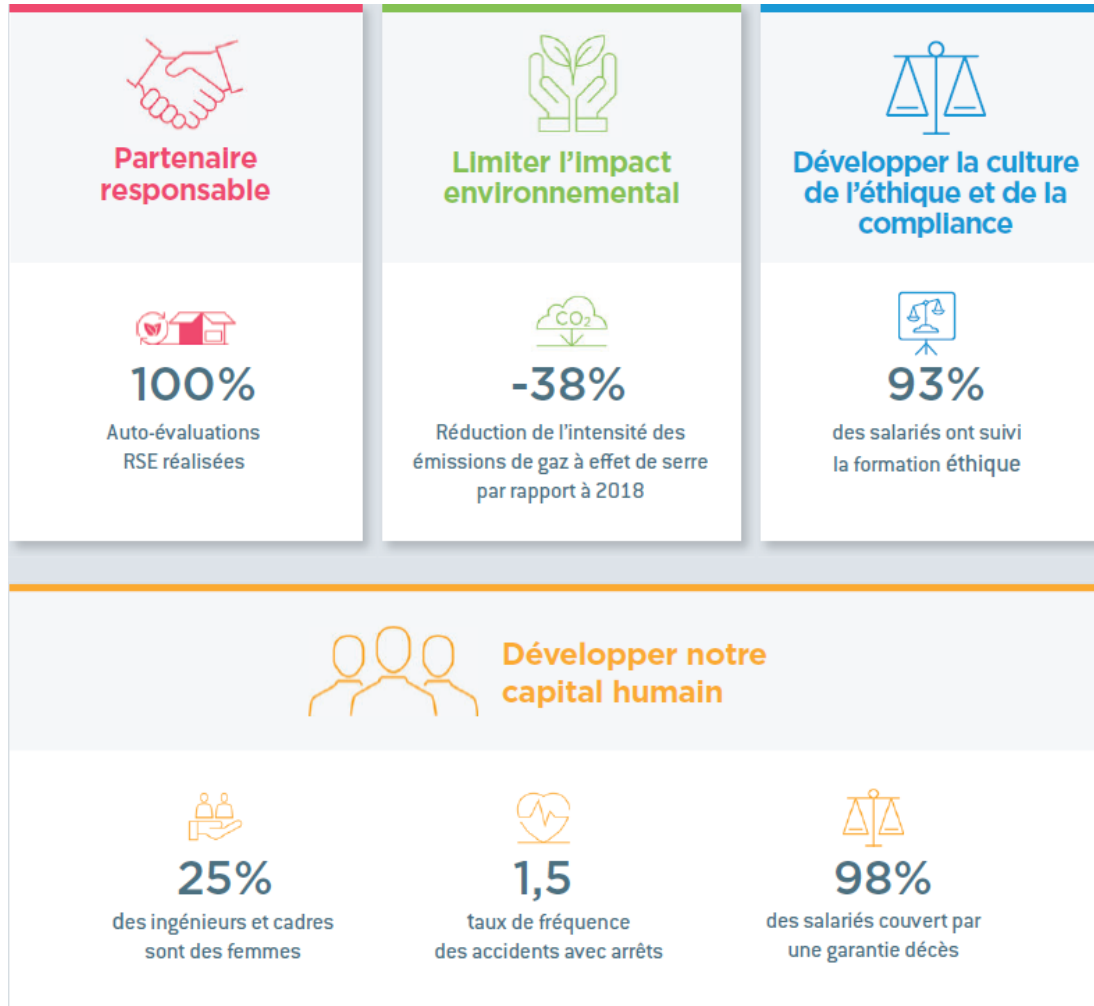 Partenaire
responsable
100%
Auto-évaluations
RSE réalisées
Limiter l’Impact
environnemental
CO₂
-38%
Réduction de l’intensité des
émissions de gaz à effet de serre
par rapport à 2018
Développer la culture
de l’éthique et de la
compliance
93%
des salariés ont suivi
la formation éthique
Développer notre
capital humain
25%
des ingénieurs et cadres
sont des femmes
1,5
taux de fréquence
des accidents avec arrêts
98%
des salariés couvert par
une garantie décès